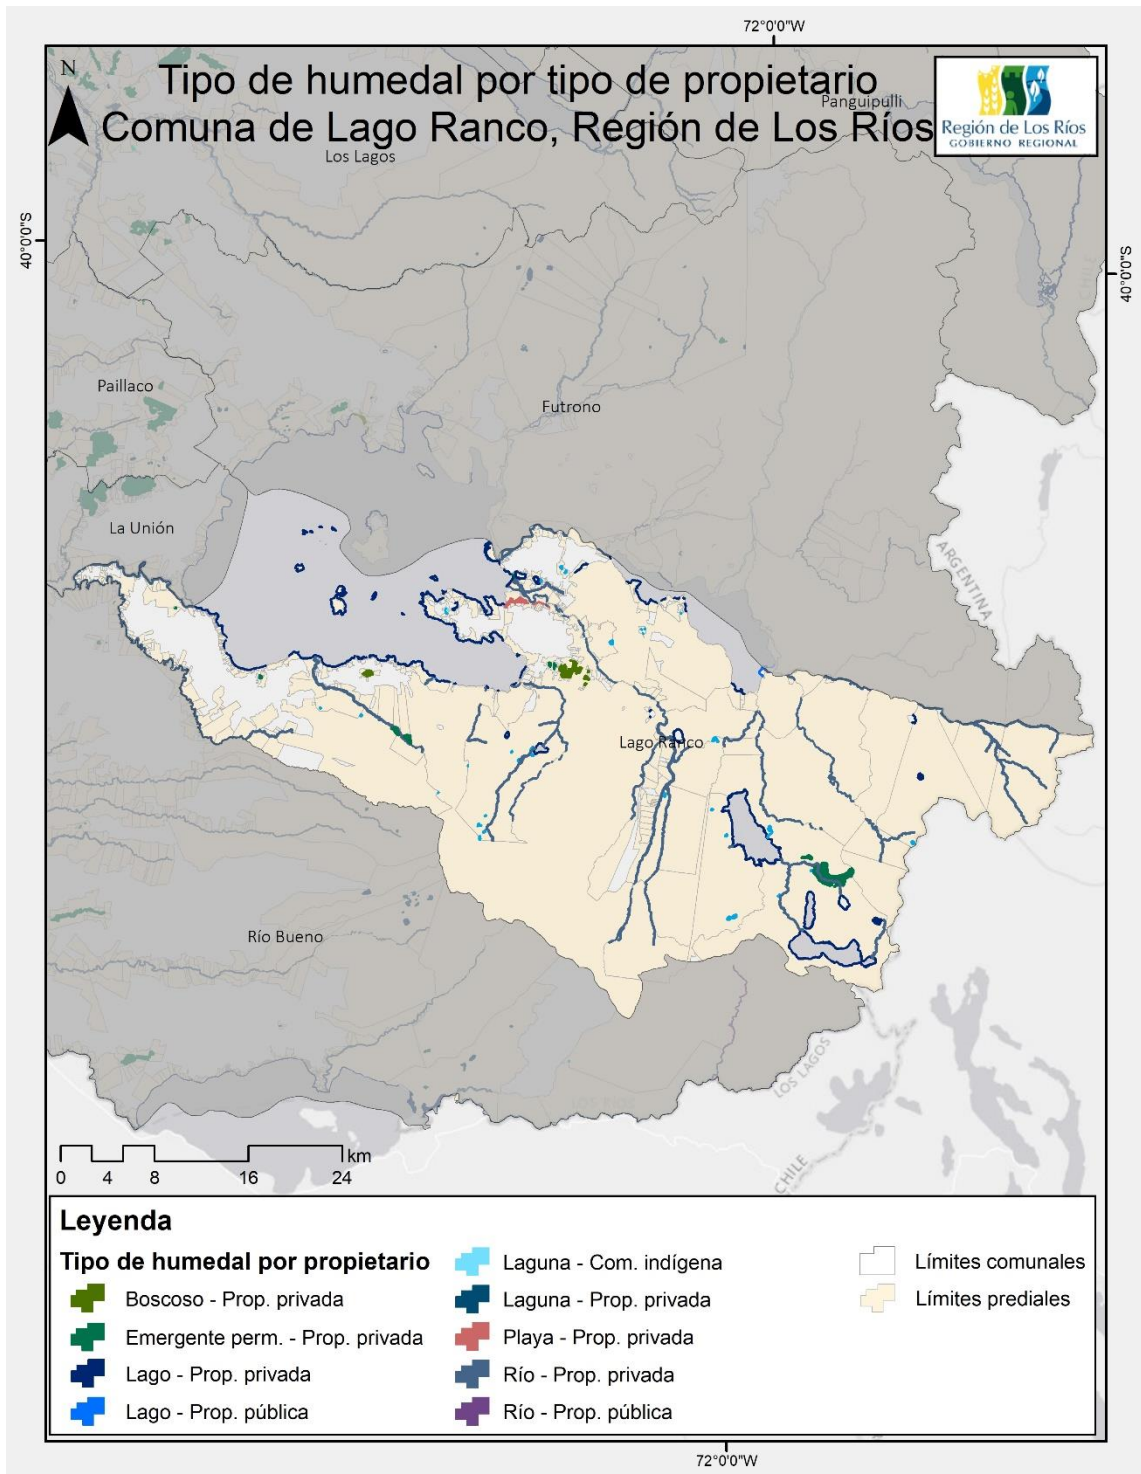 72°0'0"W
N
Tipo de humedal por tipo de propietario
Comuna de Lago Ranco, Región de Los Ríos
Región de Los Ríos
GOBIERNO REGIONAL
Panguipulli
Los Lagos
40°0'0"S
40°0'0"S
CHILE
Paillaco
Futrono
La Unión
ARGENTINA
Lago Ranco
Río Bueno
LOS LAGOS
LOS RÍOS
CHILE
km
0 4 8 16 24
Leyenda
Tipo de humedal por propietario
Boscoso - Prop. privada
Emergente perm. - Prop. privada
Lago - Prop. privada
Lago - Prop. pública
Laguna - Com. indígena
Laguna - Prop. privada
Playa - Prop. privada
Río - Prop. privada
Río - Prop. pública
Límites comunales
Límites prediales
72°0'0"W